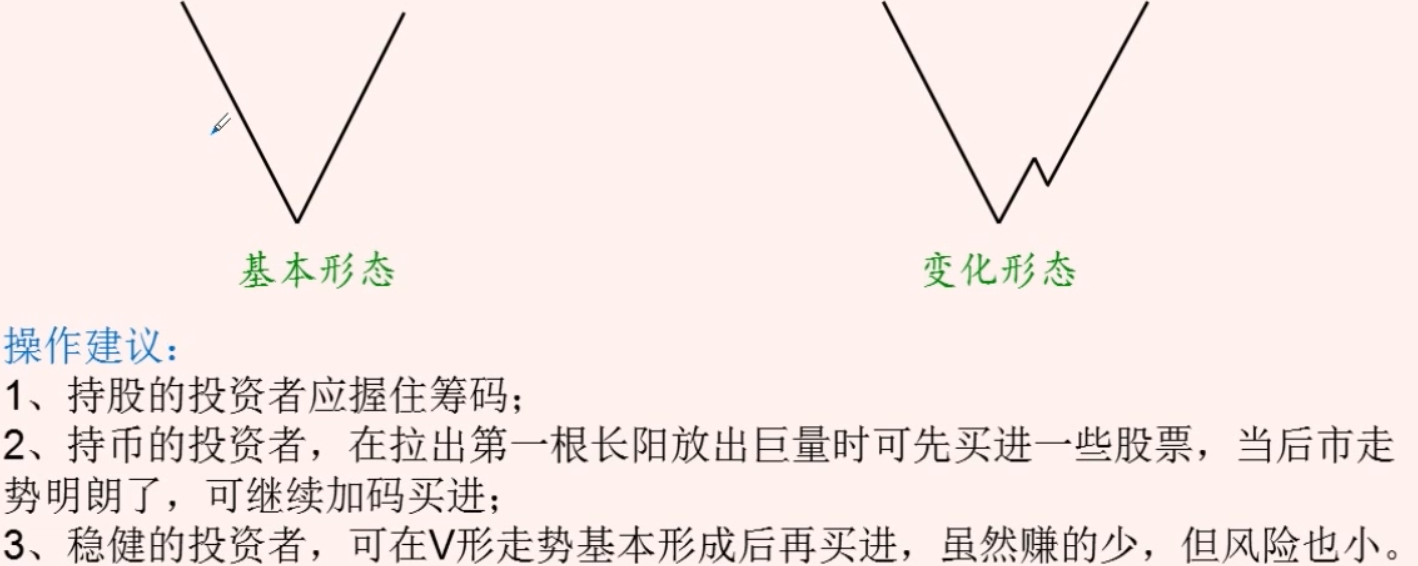 基本形态
变化形态
操作建议：
1、持股的投资者应握住筹码；
2、持币的投资者，在拉出第一根长阳放出巨量时可先买进一些股票，当后市走
势明朗了，可继续加码买进；
3、稳健的投资者，可在V形走势基本形成后再买进，虽然赚的少，但风险也小。